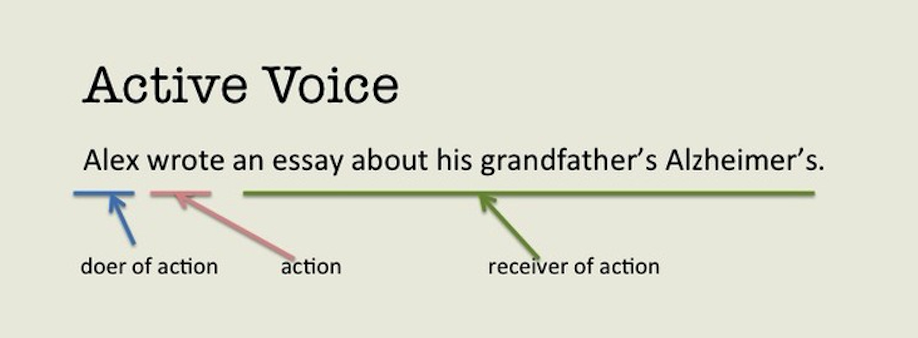 Active Voice
Alex wrote an essay about his grandfather’s Alzheimer’s.
doer of action action receiver of action